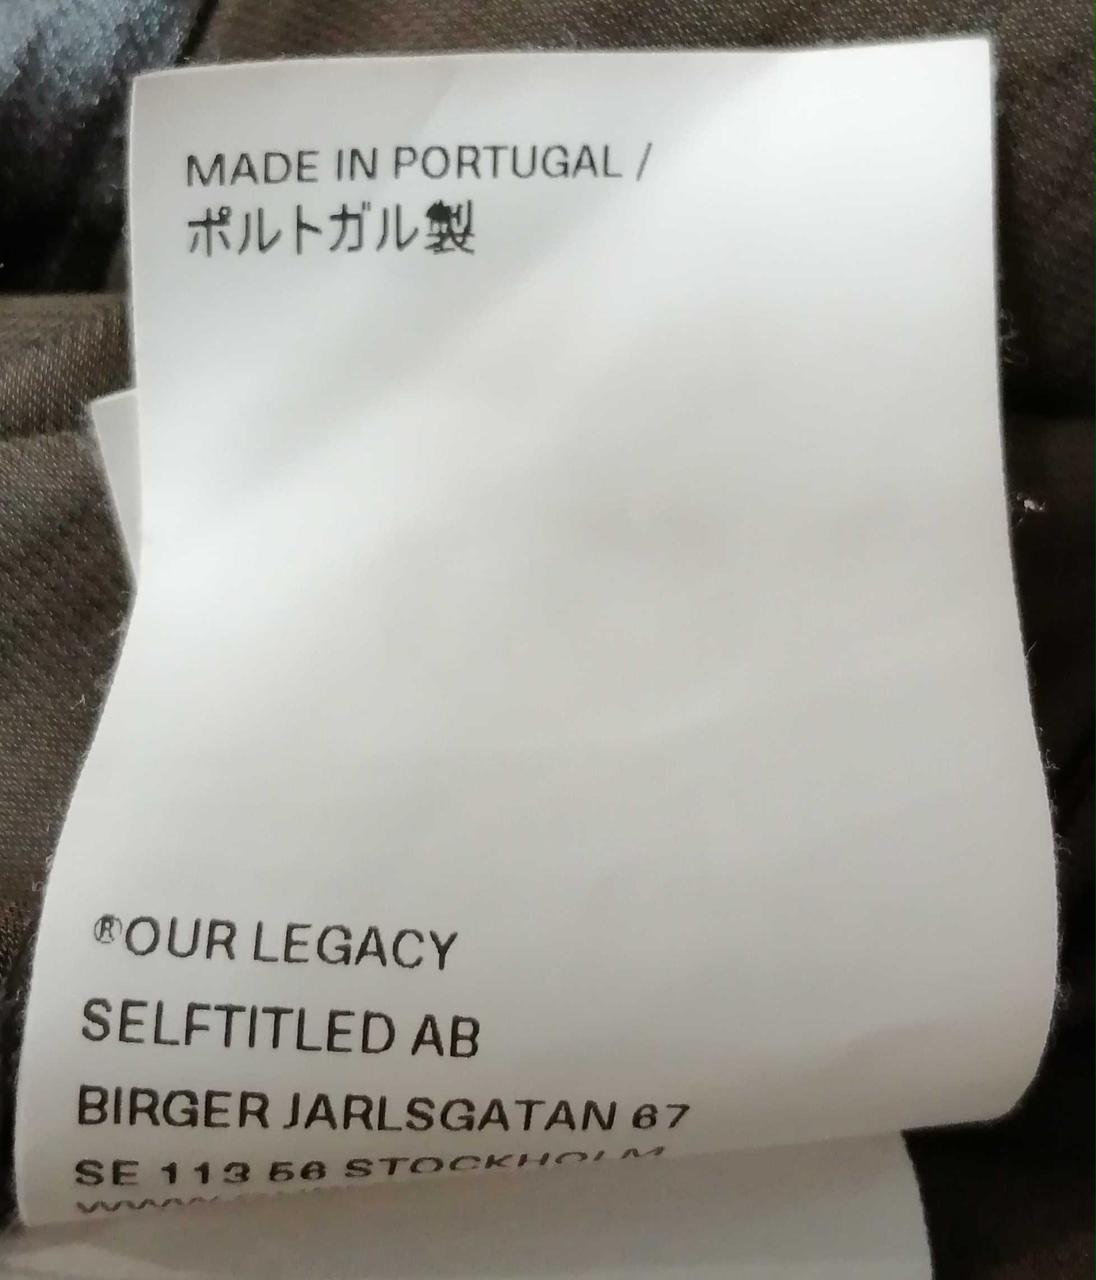 MADE IN PORTUGAL /
ポルトガル製
®OUR LEGACY
SELFTITLED AB
BIRGER JARLSGATAN 67
SE 113 56 STOCKHOLM